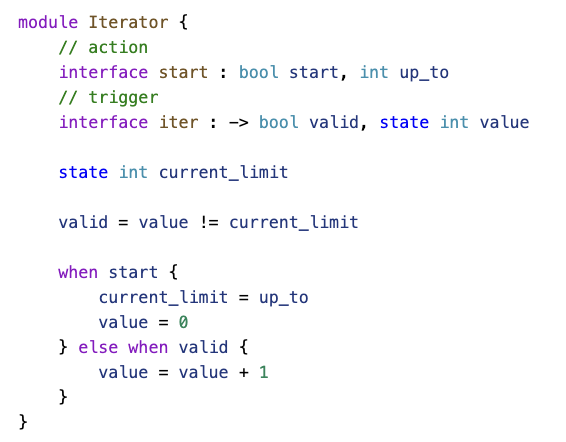 module Iterator {
    // action
    interface start : bool start, int up_to
    // trigger
    interface iter : -> bool valid, state int value

    state int current_limit

    valid = value != current_limit

    when start {
        current_limit = up_to
        value = 0
    } else when valid {
        value = value + 1
    }
}